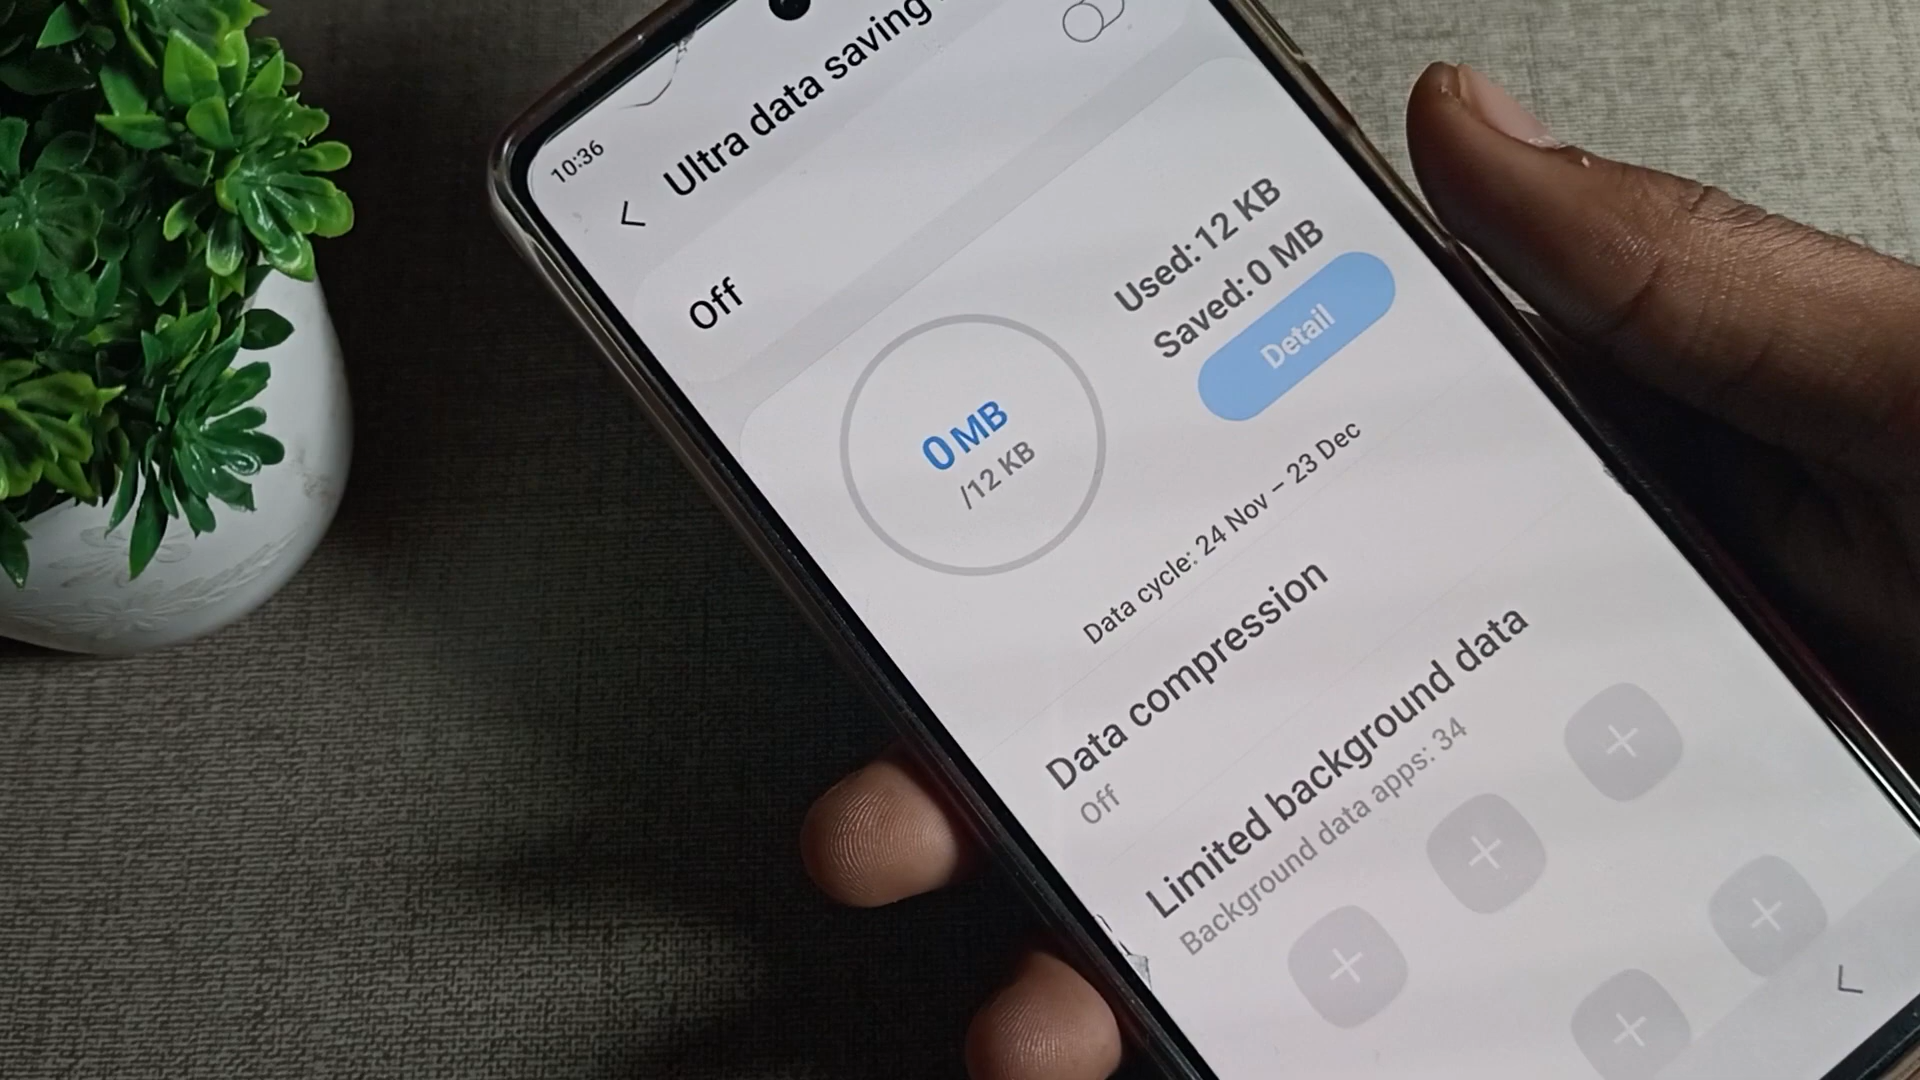 10:36
Ultra data saving
Off
0 MB
/12 KB
Used: 12 KB
Saved: 0 MB
Detail
Data cycle: 24 Nov – 23 Dec
Data compression
Off
Limited background data
Background data apps: 34